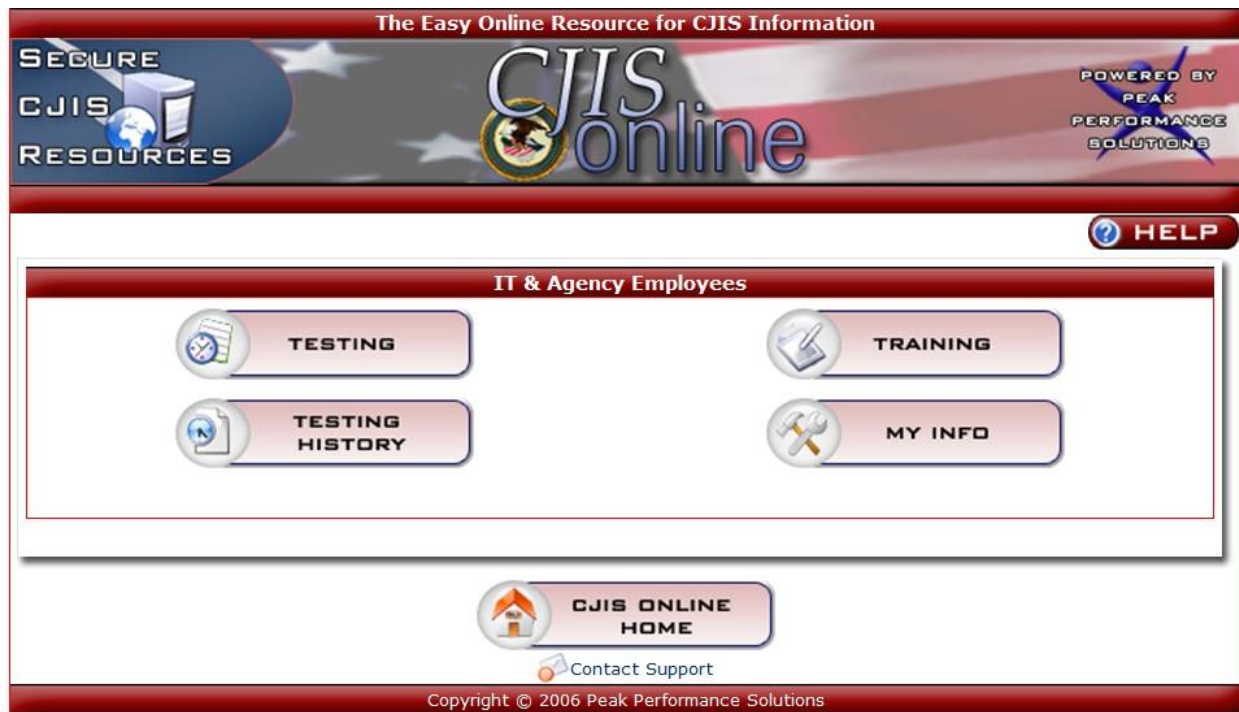 The Easy Online Resource for CJIS Information
SECURE
CJIS
RESOURCES
CJIS
online
POWERED BY
PEAK
PERFORMANCE
SOLUTIONS
HELP
IT & Agency Employees
TESTING
TRAINING
TESTING
HISTORY
MY INFO
CJIS ONLINE
HOME
Contact Support
Copyright © 2006 Peak Performance Solutions